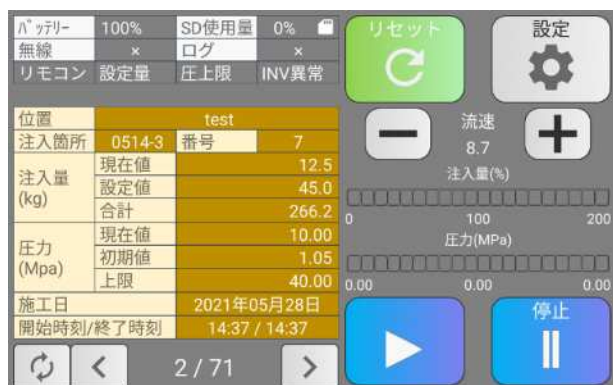 バッテリー 100% SD使用量 0%
無線 × ログ ×
リモコン 設定量 圧上限 INV異常
位置 test
注入箇所 0514-3 番号 7
注入量(kg) 現在値 12.5
設定値 45.0
合計 266.2
圧力(Mpa) 現在値 10.00
初期値 1.05
上限 40.00
施工日 2021年05月28日
開始時刻/終了時刻 14:37 / 14:37
2 / 71
リセット
設定
流速
8.7
注入量(%)
0 100 200
圧力(MPa)
0.00 0.00 0.00
停止